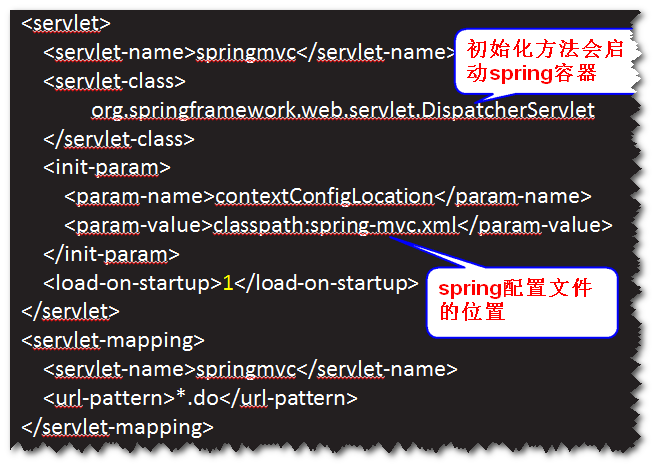 <servlet>
<servlet-name>springmvc</servlet-name>
初始化方法会启
动spring容器
<servlet-class>
org.springframework.web.servlet.DispatcherServlet
</servlet-class>
<init-param>
<param-name>contextConfigLocation</param-name>
<param-value>classpath:spring-mvc.xml</param-value>
</init-param>
<load-on-startup>1</load-on-startup>
spring配置文件
的位置
</servlet>
<servlet-mapping>
<servlet-name>springmvc</servlet-name>
<url-pattern>*.do</url-pattern>
</servlet-mapping>